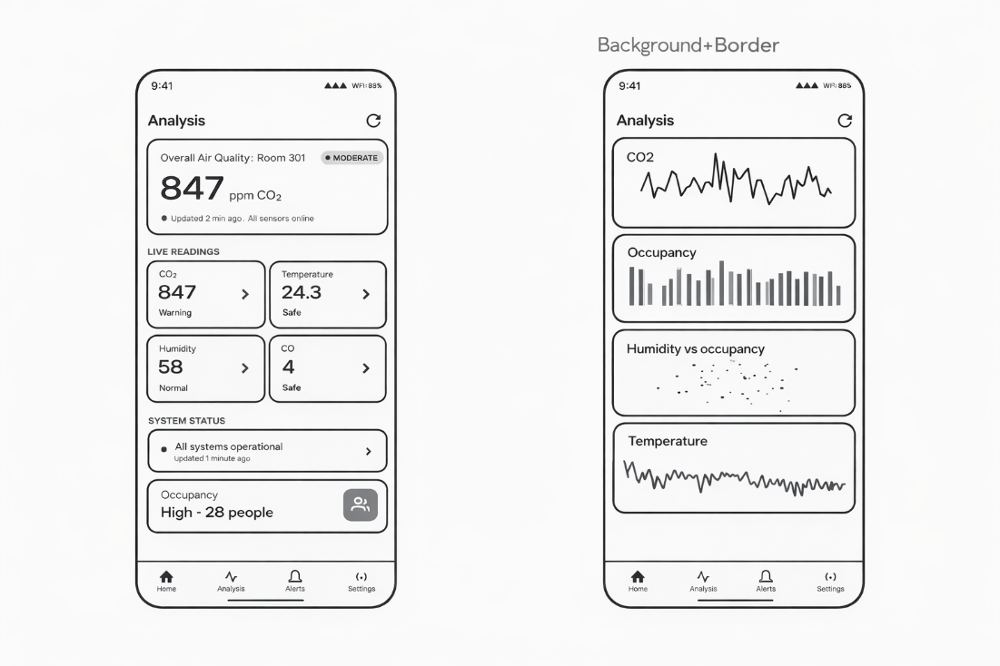 Background+Border
9:41
WFI:88%
Analysis
Overall Air Quality: Room 301
MODERATE
847 ppm CO₂
Updated 2 min ago. All sensors online
LIVE READINGS
CO₂
847
Warning
Temperature
24.3
Safe
Humidity
58
Normal
CO
4
Safe
SYSTEM STATUS
All systems operational
Updated 1 minute ago
Occupancy
High - 28 people
Home
Analysis
Alerts
Settings
9:41
WFI:88%
Analysis
CO2
Occupancy
Humidity vs occupancy
Temperature
Home
Analysis
Alerts
Settings